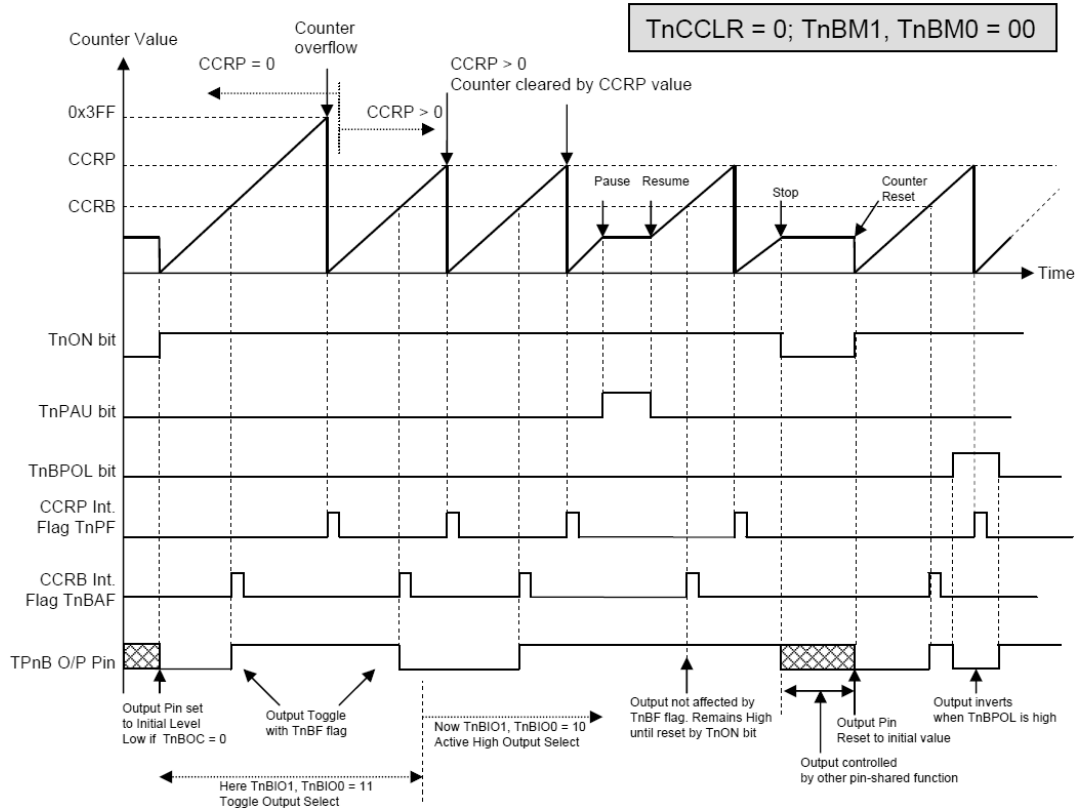 TnCCLR = 0; TnBM1, TnBM0 = 00
Counter Value
Counter
overflow
CCRP = 0
CCRP > 0
CCRP > 0
Counter cleared by CCRP value
0x3FF
CCRP
CCRB
Pause
Resume
Stop
Counter
Reset
Time
TnON bit
TnPAU bit
TnBPOL bit
CCRP Int.
Flag TnPF
CCRB Int.
Flag TnBAF
TPnB O/P Pin
Output Pin set
to Initial Level
Low if TnBOC = 0
Output Toggle
with TnBF flag
Now TnBIO1, TnBIO0 = 10
Active High Output Select
Output not affected by
TnBF flag. Remains High
until reset by TnON bit
Output Pin
Reset to initial value
Output inverts
when TnBPOL is high
Output controlled
by other pin-shared function
Here TnBIO1, TnBIO0 = 11
Toggle Output Select